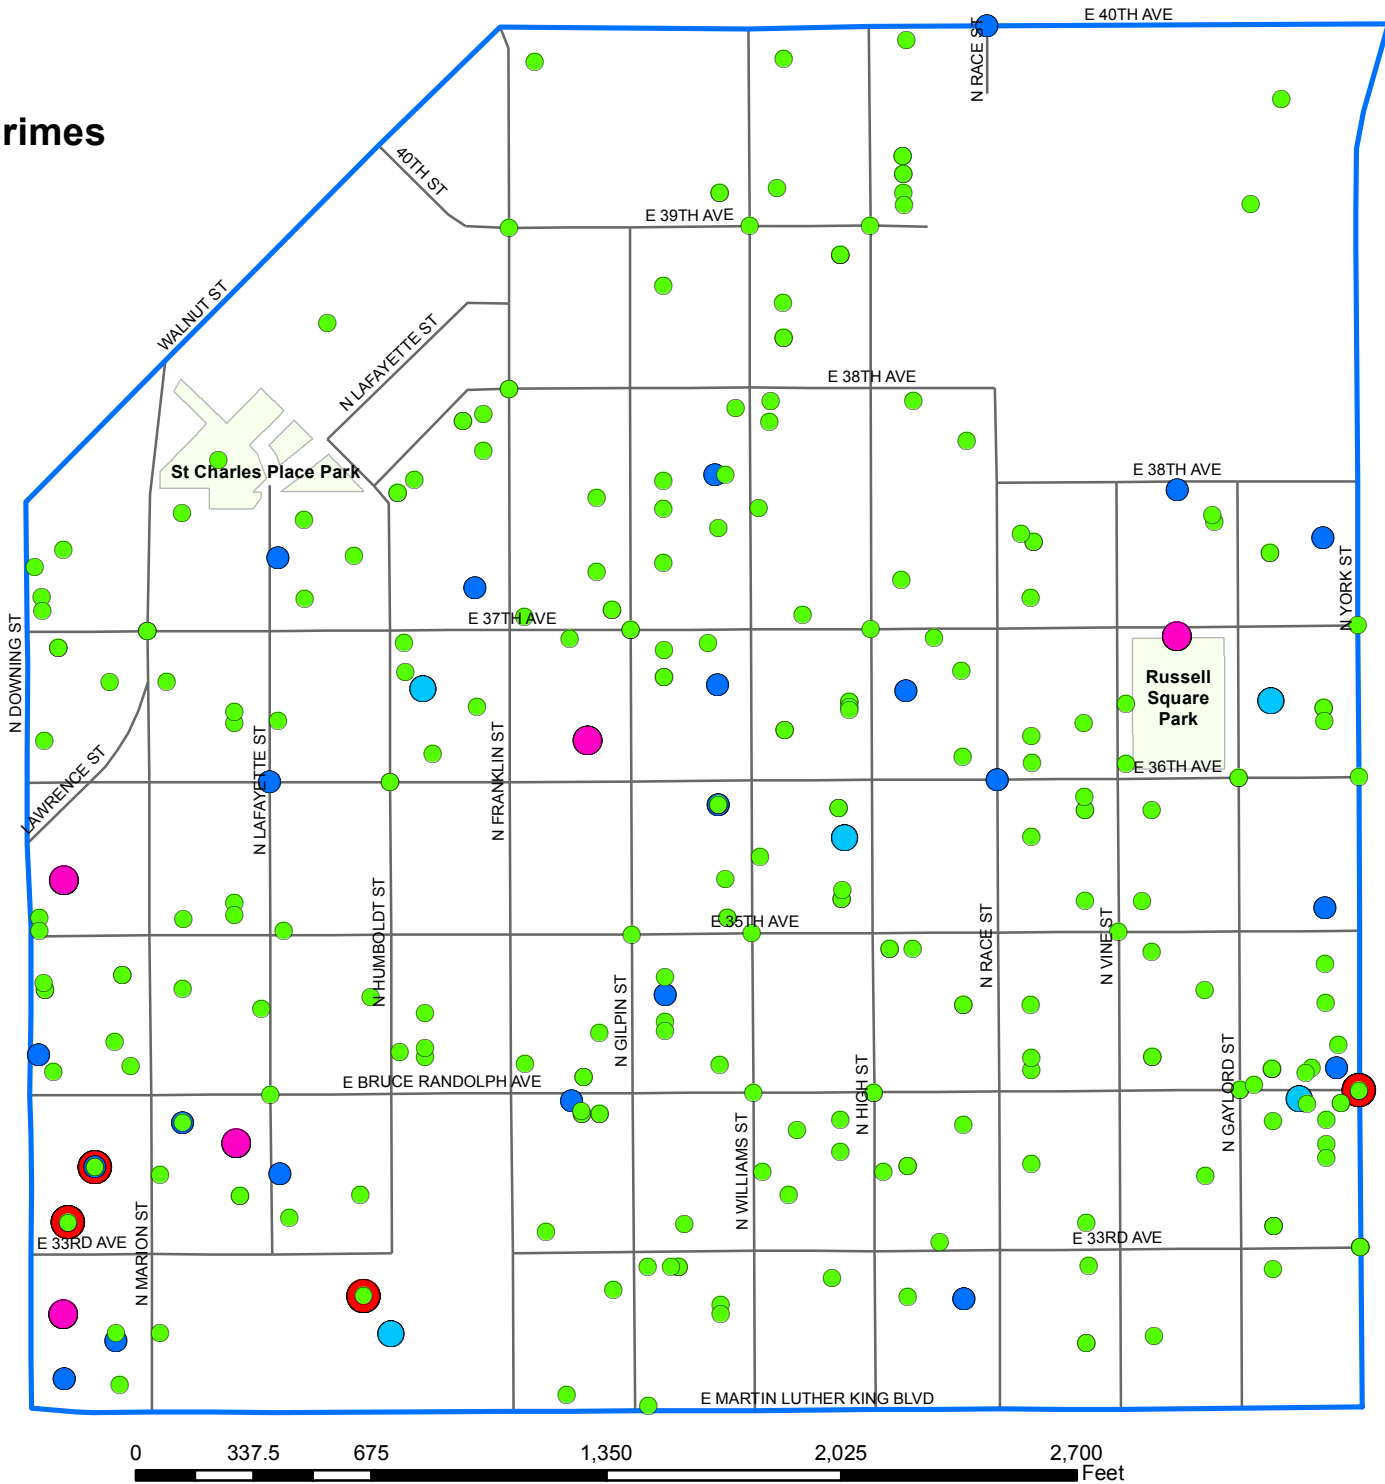 E 40TH AVE
N RACE ST
rimes
40TH ST
E 39TH AVE
WALNUT ST
N LAFAYETTE ST
E 38TH AVE
St Charles Place Park
E 38TH AVE
N YORK ST
E 37TH AVE
N DOWNING ST
Russell
Square
Park
LAWRENCE ST
N LAFAYETTE ST
N FRANKLIN ST
E 36TH AVE
N HUMBOLDT ST
E 35TH AVE
N RACE ST
N VINE ST
N GILPIN ST
E BRUCE RANDOLPH AVE
N HIGH ST
N GAYLORD ST
N WILLIAMS ST
E 33RD AVE
N MARION ST
E 33RD AVE
E MARTIN LUTHER KING BLVD
0 337.5 675 1,350 2,025 2,700
Feet